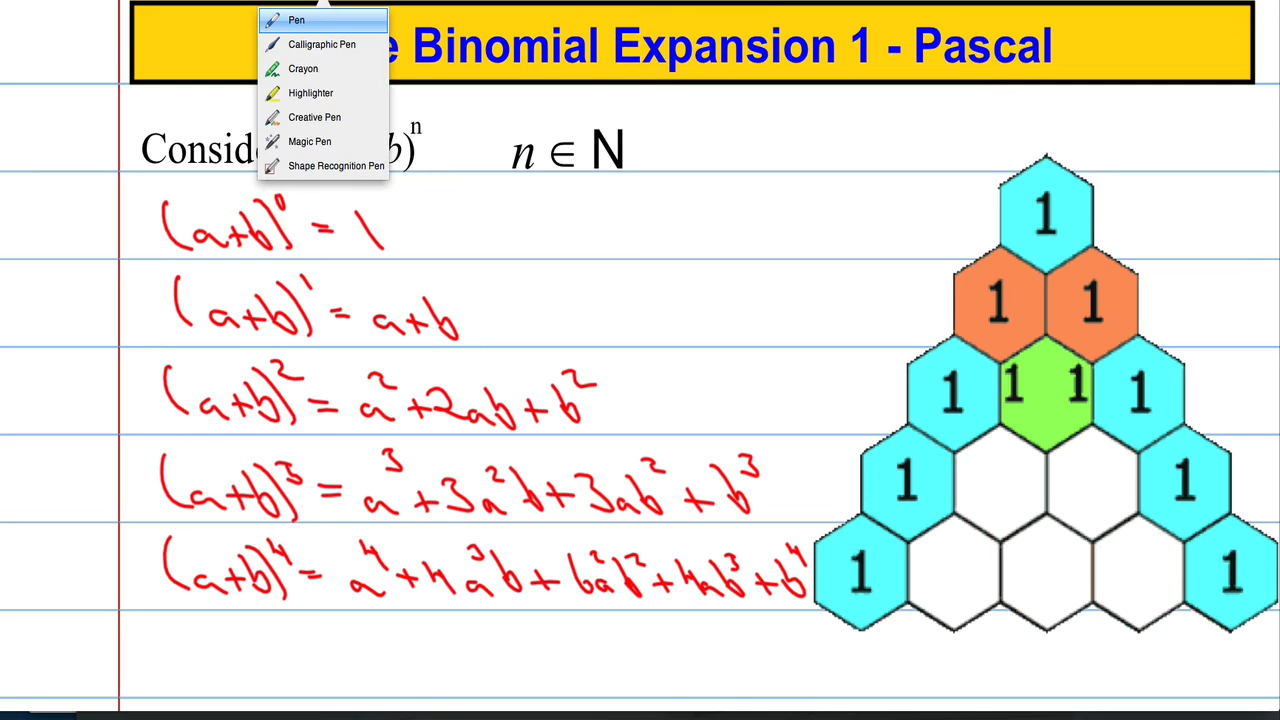 Pen
Calligraphic Pen
Crayon
Highlighter
Creative Pen
Magic Pen
Shape Recognition Pen
e Binomial Expansion 1 - Pascal
Consid b)ⁿ n ∈ N
(a+b)⁰ = 1
(a+b)¹ = a+b
(a+b)² = a² + 2ab + b²
(a+b)³ = a³ + 3a²b + 3ab² + b³
(a+b)⁴ = a⁴ + 4a³b + 6a²b² + 4ab³ + b⁴
1
1 1
1 1 1 1
1 1
1 1